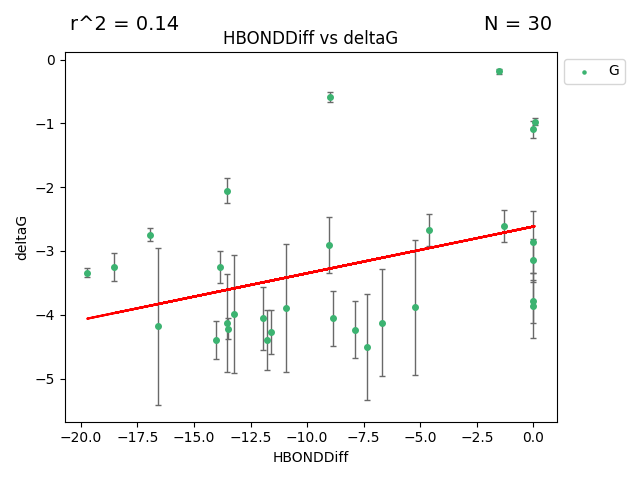 r^2 = 0.14
N = 30
HBONDDiff vs deltaG
G
0
−1
−2
−3
−4
−5
deltaG
−20.0 −17.5 −15.0 −12.5 −10.0 −7.5 −5.0 −2.5 0.0
HBONDDiff